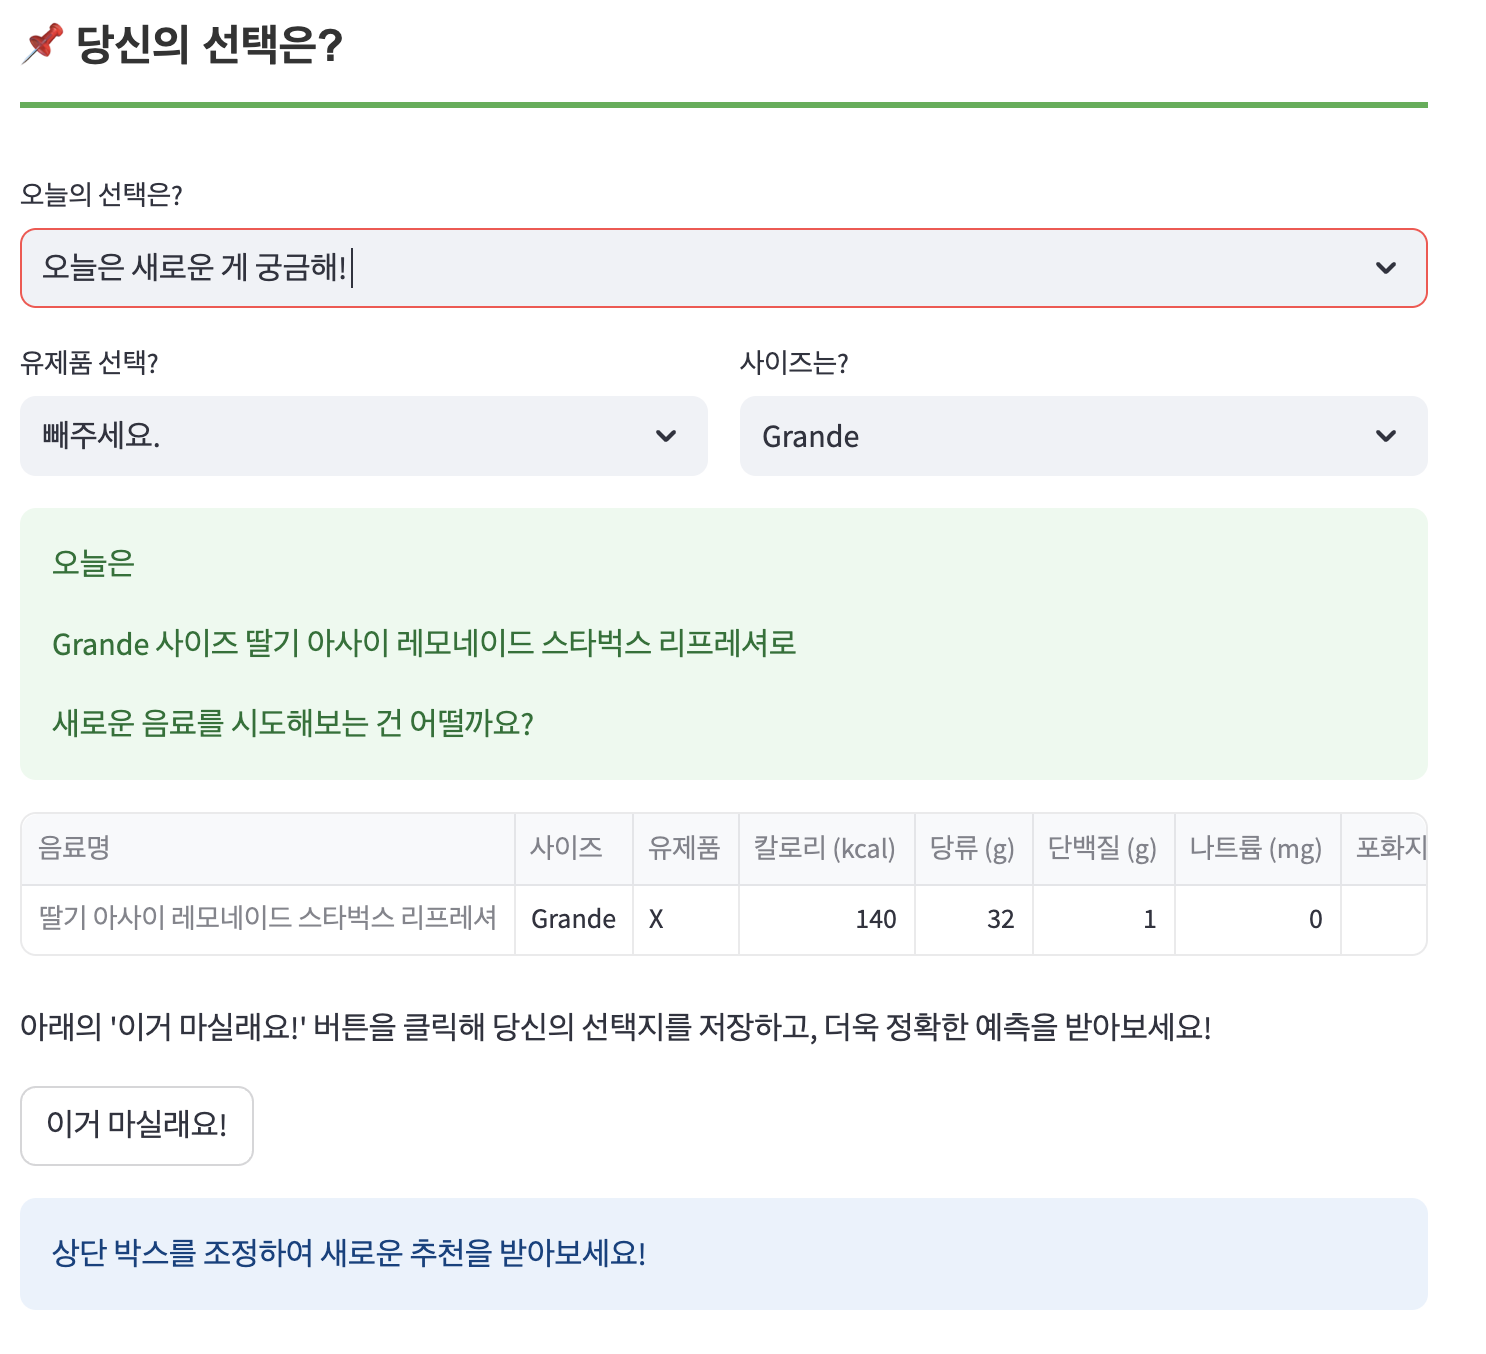 📌 당신의 선택은?
오늘의 선택은?
오늘은 새로운 게 궁금해!
유제품 선택? 사이즈는?
빼주세요. Grande
오늘은
Grande 사이즈 딸기 아사이 레모네이드 스타벅스 리프레셔로
새로운 음료를 시도해보는 건 어떨까요?
음료명 사이즈 유제품 칼로리 (kcal) 당류 (g) 단백질 (g) 나트륨 (mg) 포화지
딸기 아사이 레모네이드 스타벅스 리프레셔 Grande X 140 32 1 0
아래의 '이거 마실래요!' 버튼을 클릭해 당신의 선택지를 저장하고, 더욱 정확한 예측을 받아보세요!
이거 마실래요!
상단 박스를 조정하여 새로운 추천을 받아보세요!